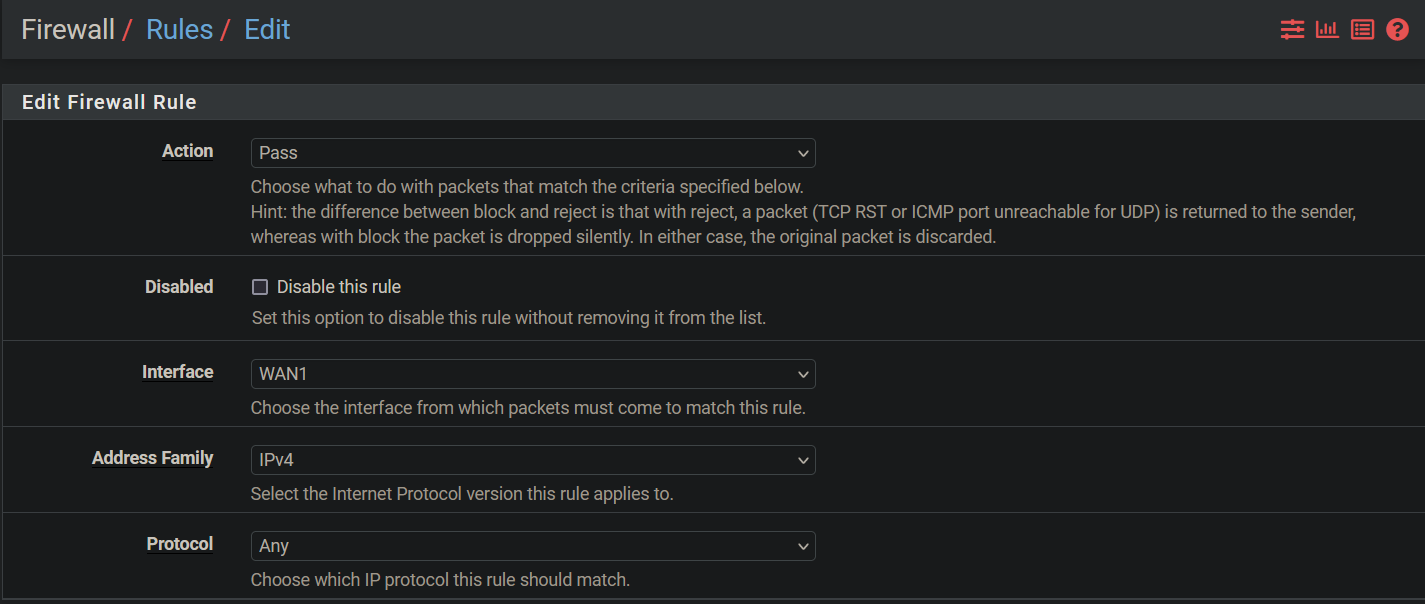 Firewall / Rules / Edit
Edit Firewall Rule
Action
Pass
Choose what to do with packets that match the criteria specified below.
Hint: the difference between block and reject is that with reject, a packet (TCP RST or ICMP port unreachable for UDP) is returned to the sender,
whereas with block the packet is dropped silently. In either case, the original packet is discarded.
Disabled
Disable this rule
Set this option to disable this rule without removing it from the list.
Interface
WAN1
Choose the interface from which packets must come to match this rule.
Address Family
IPv4
Select the Internet Protocol version this rule applies to.
Protocol
Any
Choose which IP protocol this rule should match.